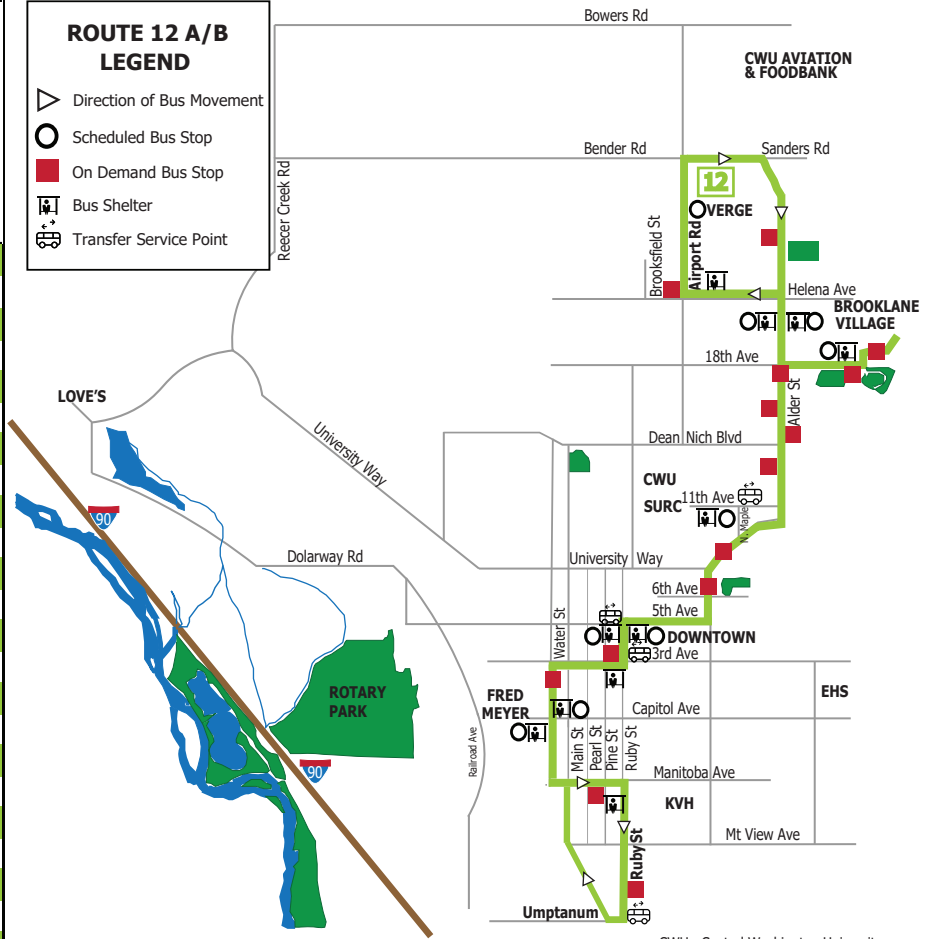 ROUTE 12 A/B
LEGEND
Direction of Bus Movement
Scheduled Bus Stop
On Demand Bus Stop
Bus Shelter
Transfer Service Point
Bowers Rd
CWU AVIATION
& FOODBANK
Reecer Creek Rd
Bender Rd
Sanders Rd
12
VERGE
Brooksfield St
Airport Rd
Helena Ave
BROOKLANE
VILLAGE
18th Ave
Alder St
LOVE'S
University Way
Dean Nich Blvd
CWU
SURC
11th Ave
N. Maple
90
Dolarway Rd
University Way
6th Ave
5th Ave
Water St
DOWNTOWN
3rd Ave
ROTARY
PARK
FRED
MEYER
EHS
Capitol Ave
Main St
Pearl St
Pine St
Ruby St
Railroad Ave
90
Manitoba Ave
KVH
Mt View Ave
Ruby St
Umptanum